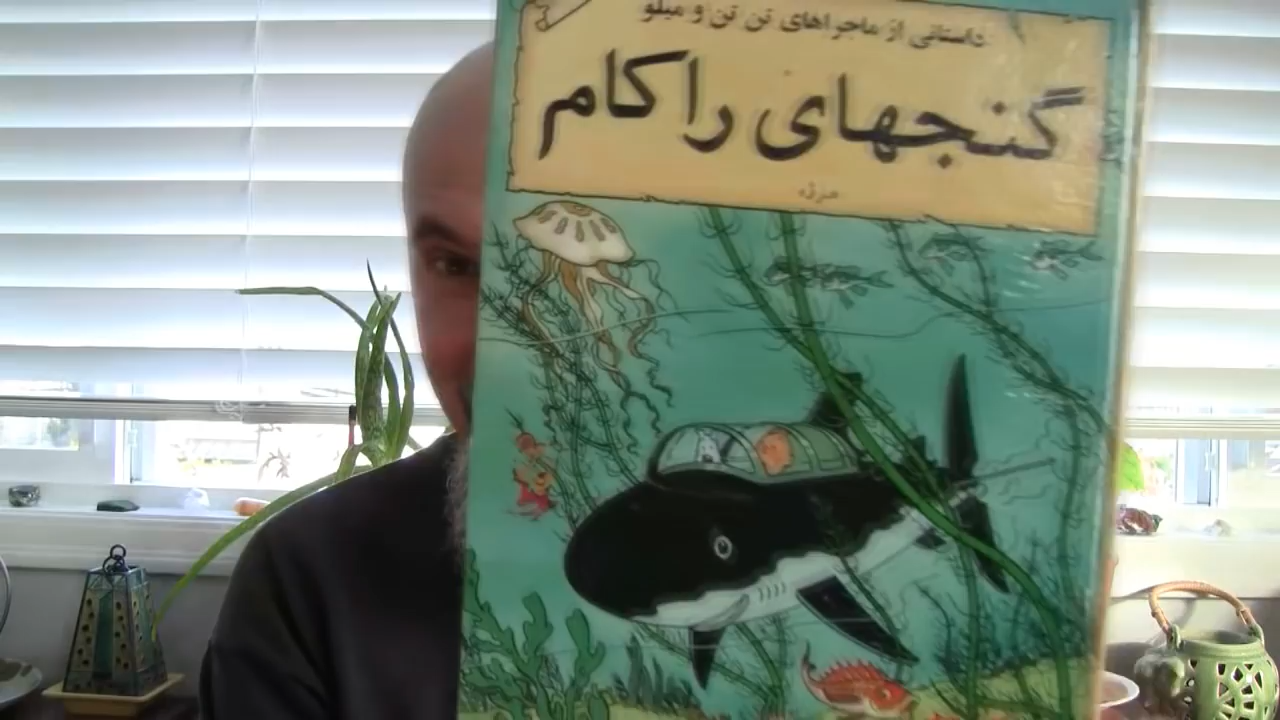 داستانی از ماجراهای تن تن و میلو
گنجهای راکام
هرژه